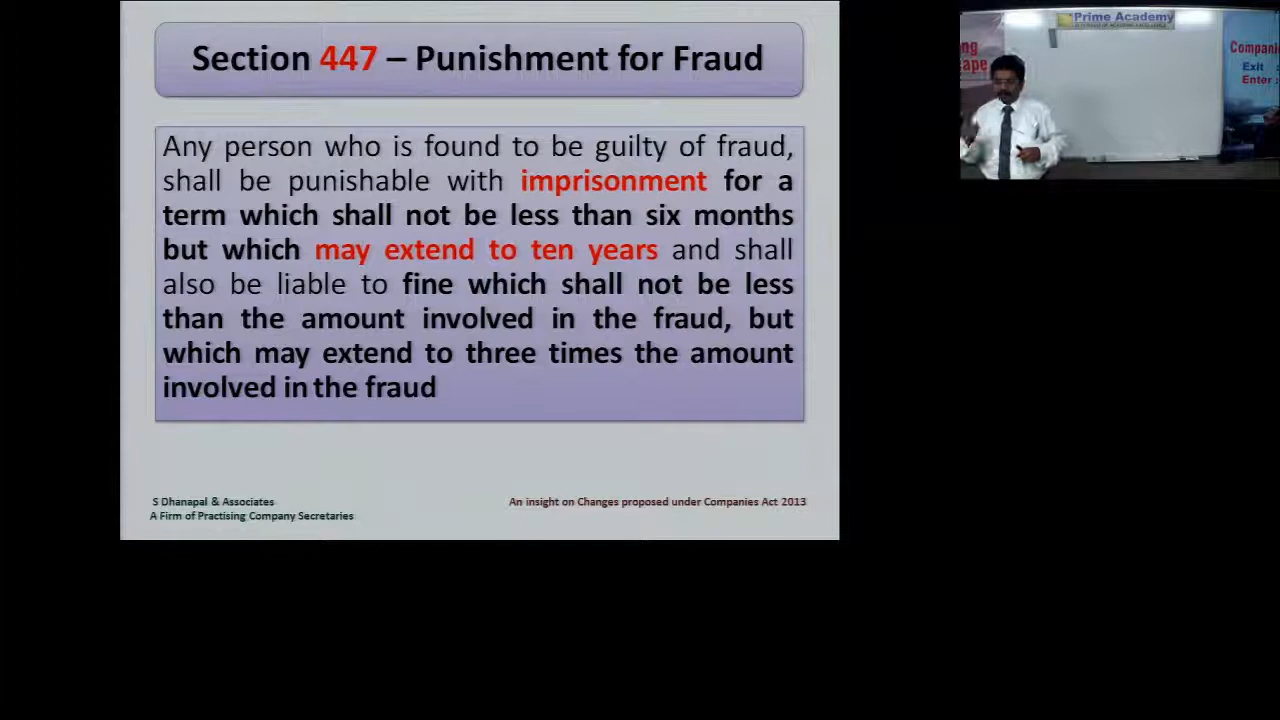 Section 447 – Punishment for Fraud
Any person who is found to be guilty of fraud,
shall be punishable with imprisonment for a
term which shall not be less than six months
but which may extend to ten years and shall
also be liable to fine which shall not be less
than the amount involved in the fraud, but
which may extend to three times the amount
involved in the fraud
S Dhanapal & Associates
A Firm of Practising Company Secretaries
An insight on Changes proposed under Companies Act 2013
Prime Academy
ng
ape
Compani
Exit :
Enter :